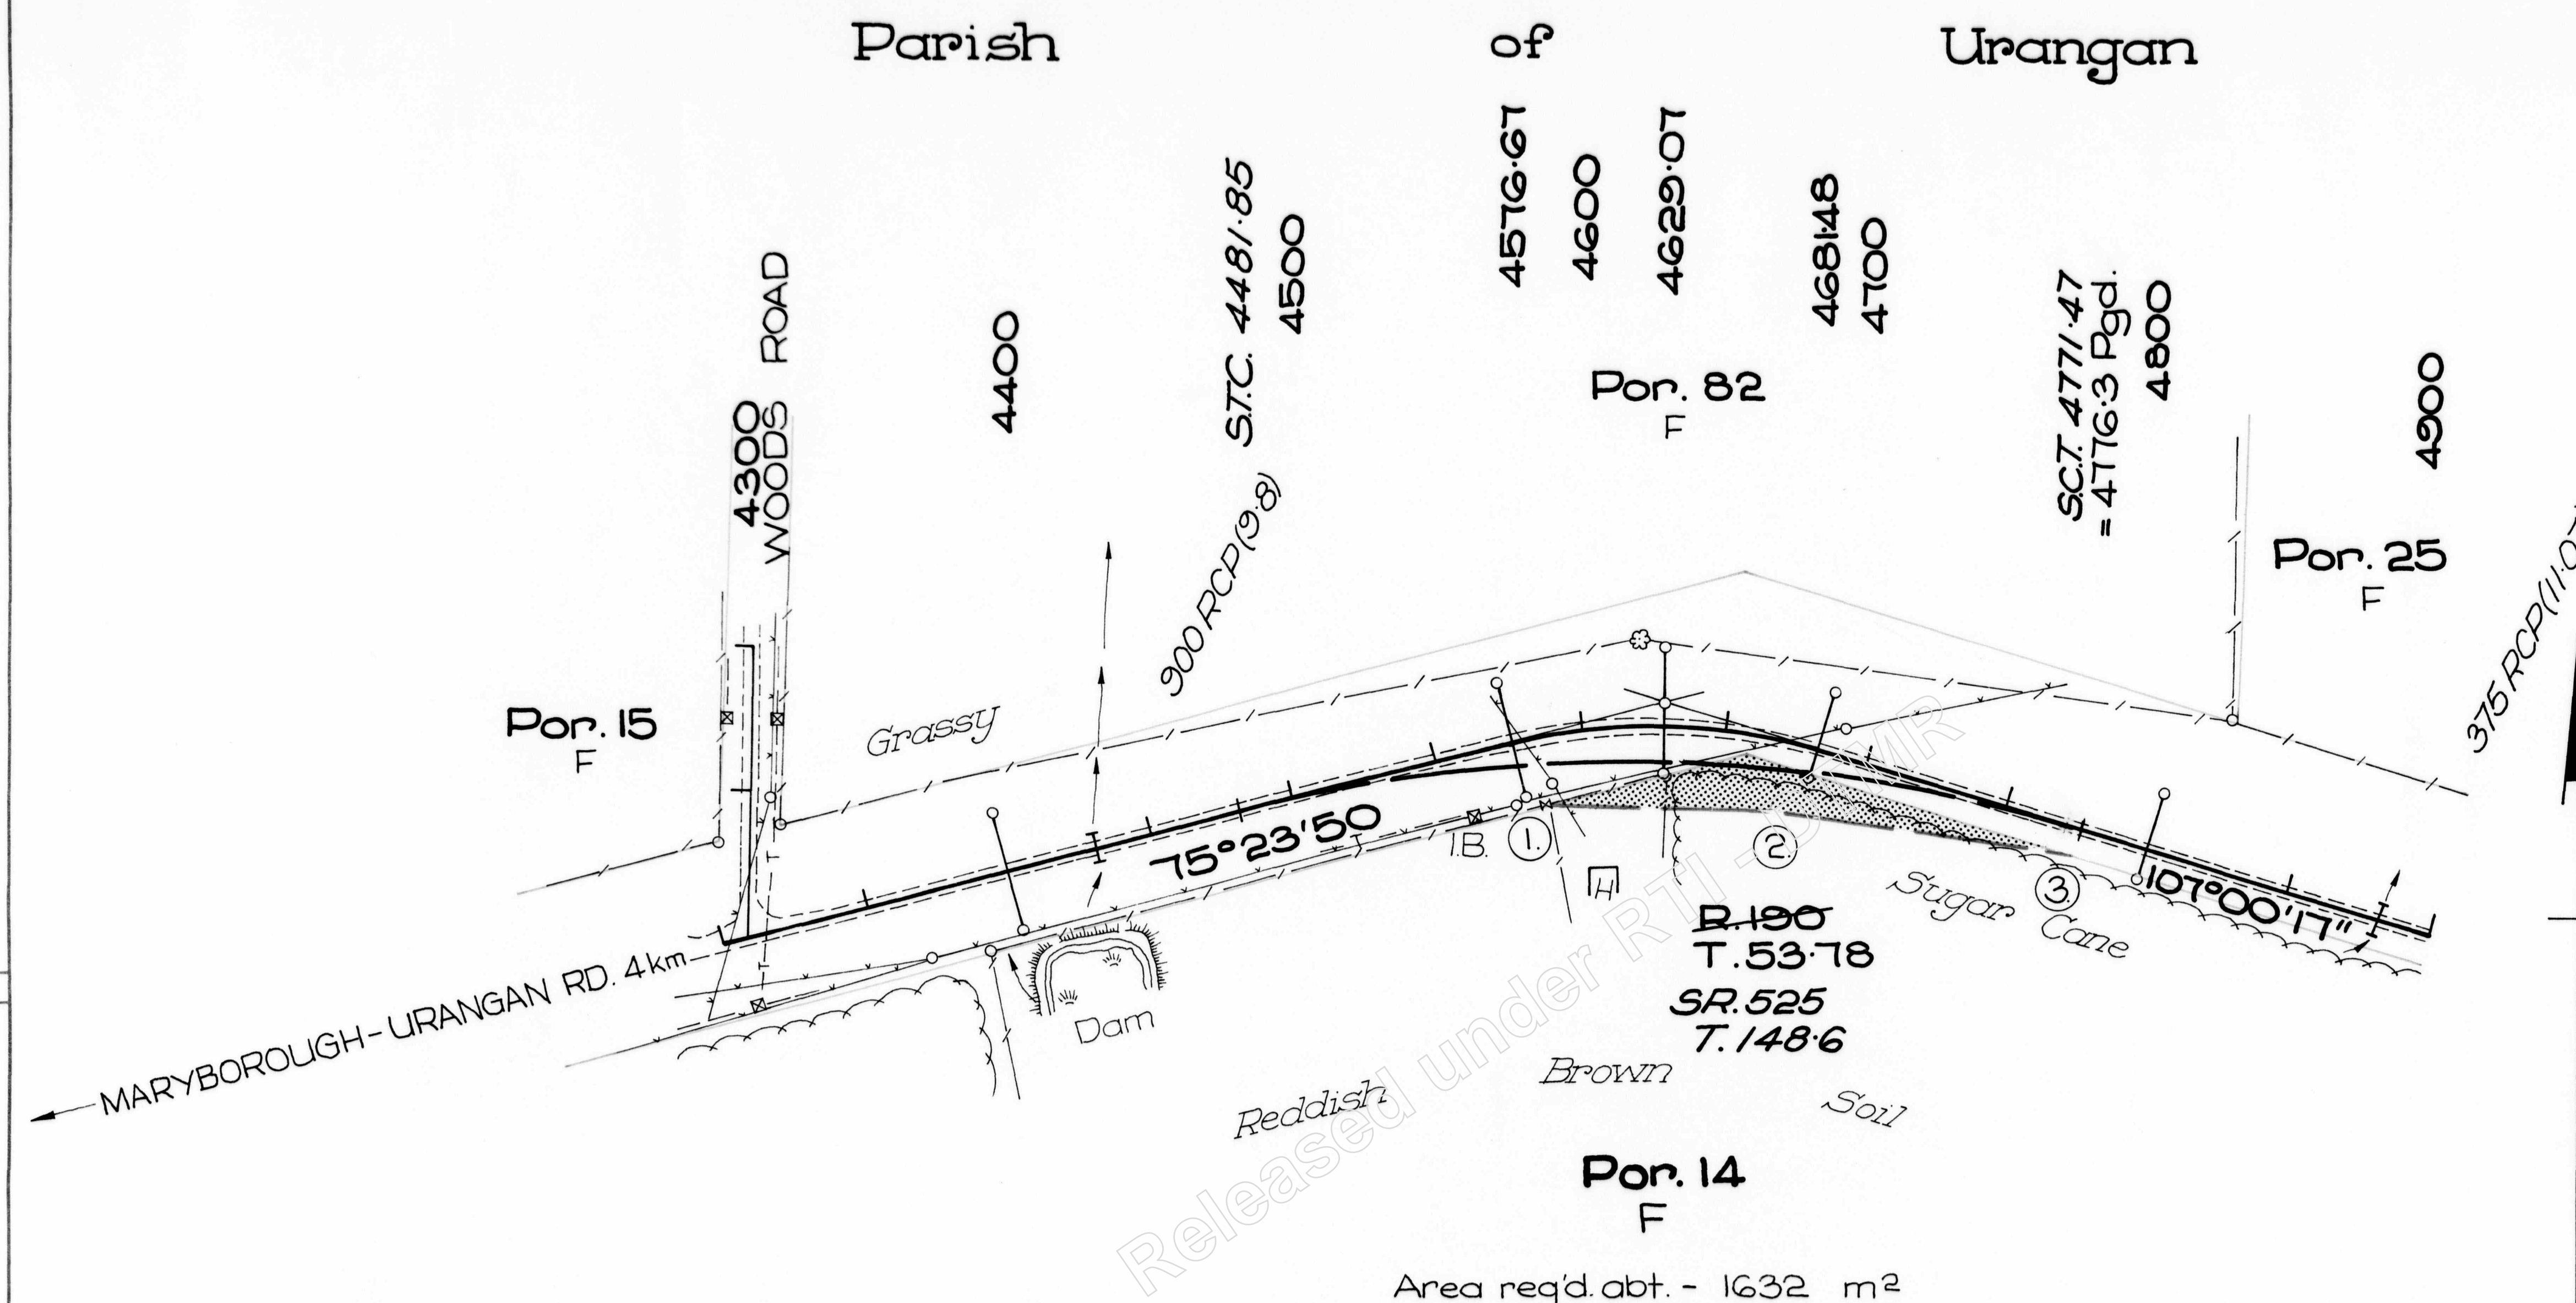 Parish of Urangan
4300
WOODS ROAD
4400
S.T.C. 4481·85
4500
4576·67
4600
4629·07
4681·48
4700
S.C.T. 4771·47
= 4776·3 Pgd.
4800
4900
Por. 82
F
Por. 25
F
900 RCP (9·8)
375 RCP (11·0
Por. 15
F
Grassy
75°23'50
I.B.
1.
2.
3.
H
T
T
107°00'17"
Sugar Cane
R.190
T.53·78
SR.525
T.148·6
MARYBOROUGH-URANGAN RD. 4km
Dam
Reddish Brown Soil
Por. 14
F
Area req'd. abt. - 1632 m²
Released under RTI - DTMR